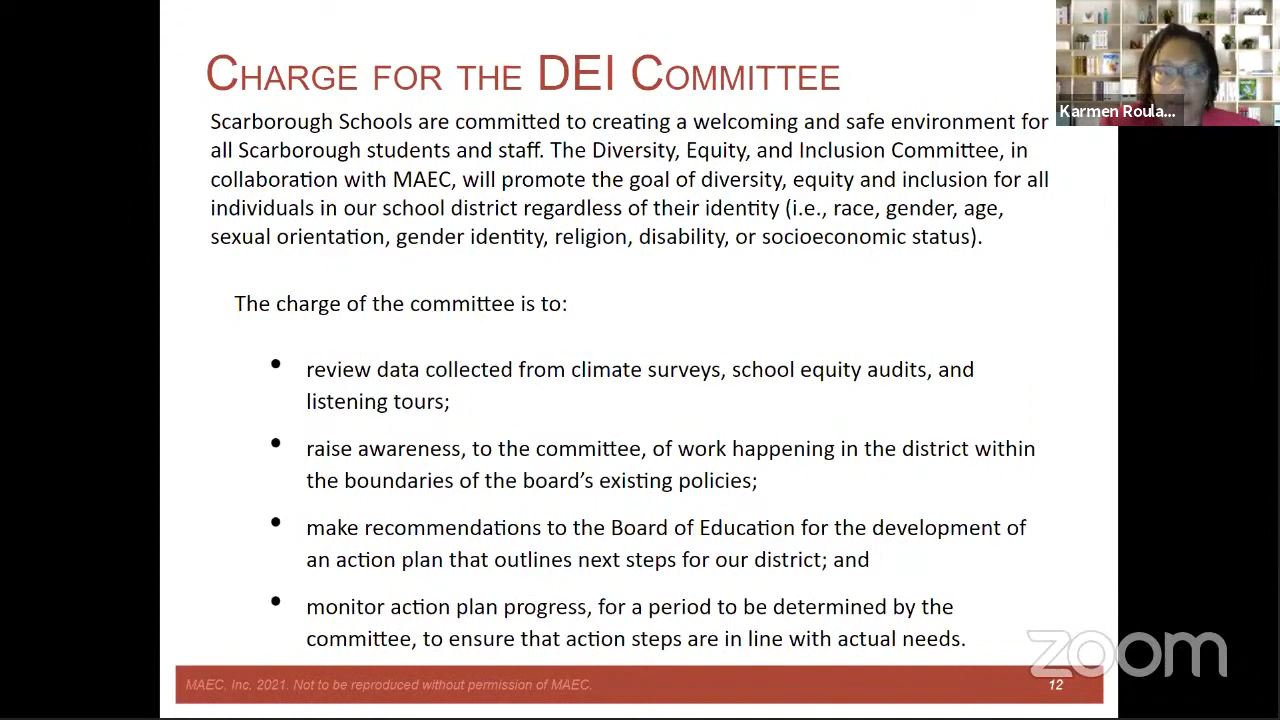 CHARGE FOR THE DEI COMMITTEE
Karmen Roula...
Scarborough Schools is committed to creating a welcoming and safe environment for
all Scarborough students and staff. The Diversity, Equity, and Inclusion Committee, in
collaboration with MAEC, will promote the goal of diversity, equity and inclusion for all
individuals in our school district regardless of their identity (i.e., race, gender, age,
sexual orientation, gender identity, religion, disability, or socioeconomic status).
The charge of the committee is to:
• review data collected from climate surveys, school equity audits, and
listening tours;
• raise awareness, to the committee, of work happening in the district within
the boundaries of the board's existing policies;
• make recommendations to the Board of Education for the development of
an action plan that outlines next steps for our district; and
• monitor action plan progress, for a period to be determined by the
committee, to ensure that action steps are in line with actual needs.
zoom
MAEC, Inc. 2021. Not to be reproduced without permission of MAEC.
12